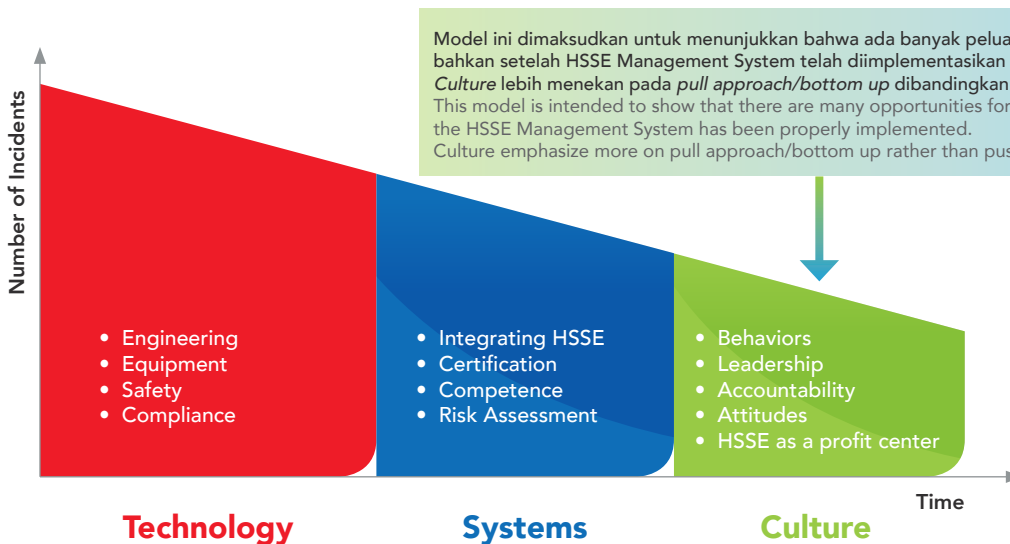 Model ini dimaksudkan untuk menunjukkan bahwa ada banyak
bahkan setelah HSSE Management System telah diimplementasikan
Culture lebih menekan pada pull approach/bottom up dibandingkan
This model is intended to show that there are many opportunities for
the HSSE Management System has been properly implemented.
Culture emphasize more on pull approach/bottom up rather than
Number of Incidents
• Engineering
• Equipment
• Safety
• Compliance
• Integrating HSSE
• Certification
• Competence
• Risk Assessment
• Behaviors
• Leadership
• Accountability
• Attitudes
• HSSE as a profit center
Time
Technology
Systems
Culture